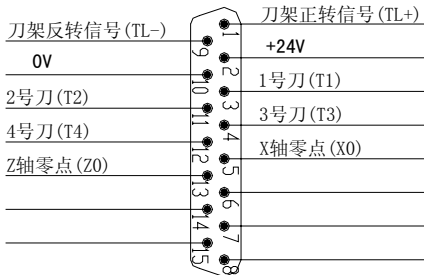 刀架正转信号(TL+)
刀架反转信号(TL-)
1
+24V
9
0V
2
1号刀(T1)
10
2号刀(T2)
3
3号刀(T3)
11
4号刀(T4)
4
X轴零点(X0)
12
Z轴零点(Z0)
5
13
6
14
7
15
8